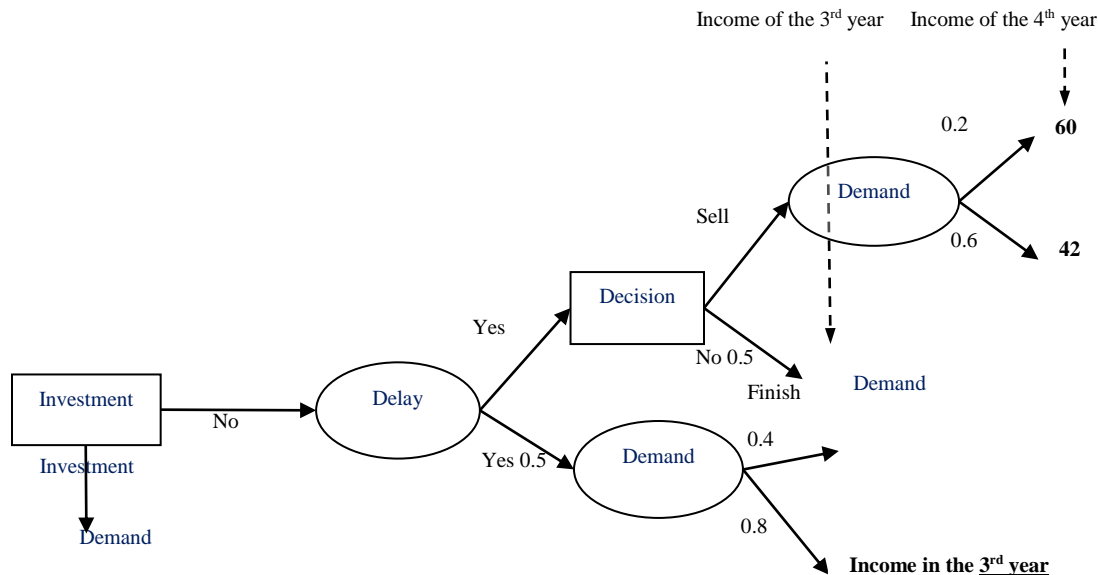 Income of the 3rd year
Income of the 4th year
0.2
60
Demand
Sell
0.6
42
Decision
Yes
No 0.5
Finish
Demand
Investment
No
Delay
Yes 0.5
Demand
0.4
Investment
0.8
Demand
Income in the 3rd year